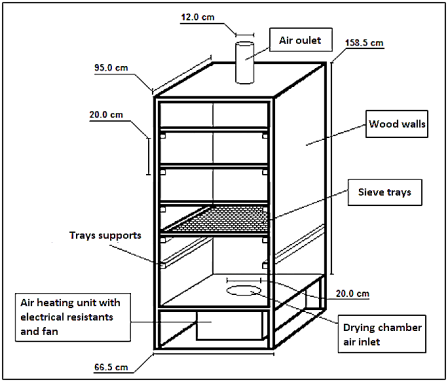 12.0 cm
Air oulet
158.5 cm
95.0 cm
20.0 cm
Wood walls
Sieve trays
Trays supports
Air heating unit with
electrical resistants
and fan
20.0 cm
Drying chamber
air inlet
66.5 cm